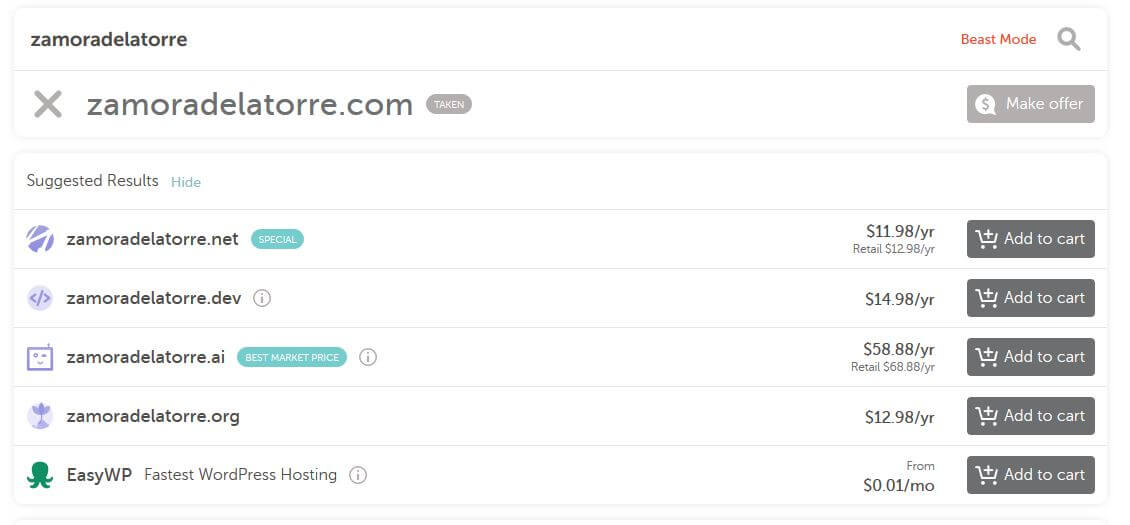 zamoradelatorre
Beast Mode
zamoradelatorre.com TAKEN
Make offer
Suggested Results Hide
zamoradelatorre.net SPECIAL
$11.98/yr
Retail $12.98/yr
Add to cart
zamoradelatorre.dev
$14.98/yr
Add to cart
zamoradelatorre.ai BEST MARKET PRICE
$58.88/yr
Retail $68.88/yr
Add to cart
zamoradelatorre.org
$12.98/yr
Add to cart
EasyWP Fastest WordPress Hosting
From
$0.01/mo
Add to cart